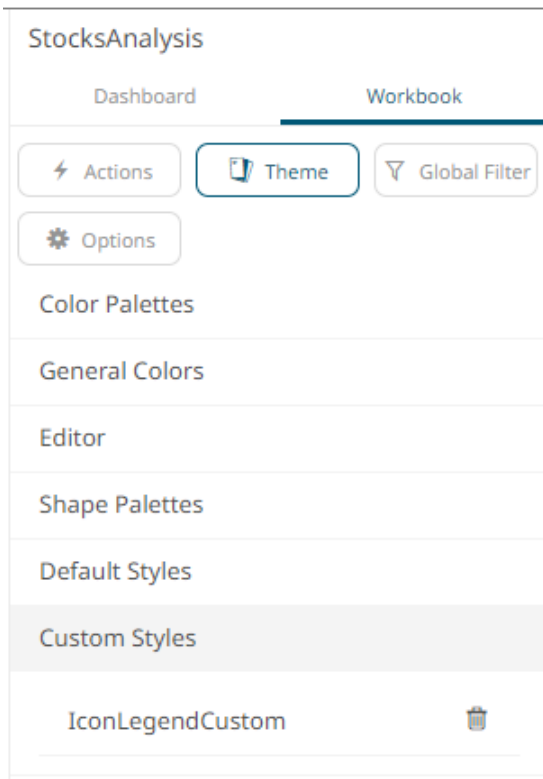 StocksAnalysis
Dashboard Workbook
Actions Theme Global Filter
Options
Color Palettes
General Colors
Editor
Shape Palettes
Default Styles
Custom Styles
IconLegendCustom